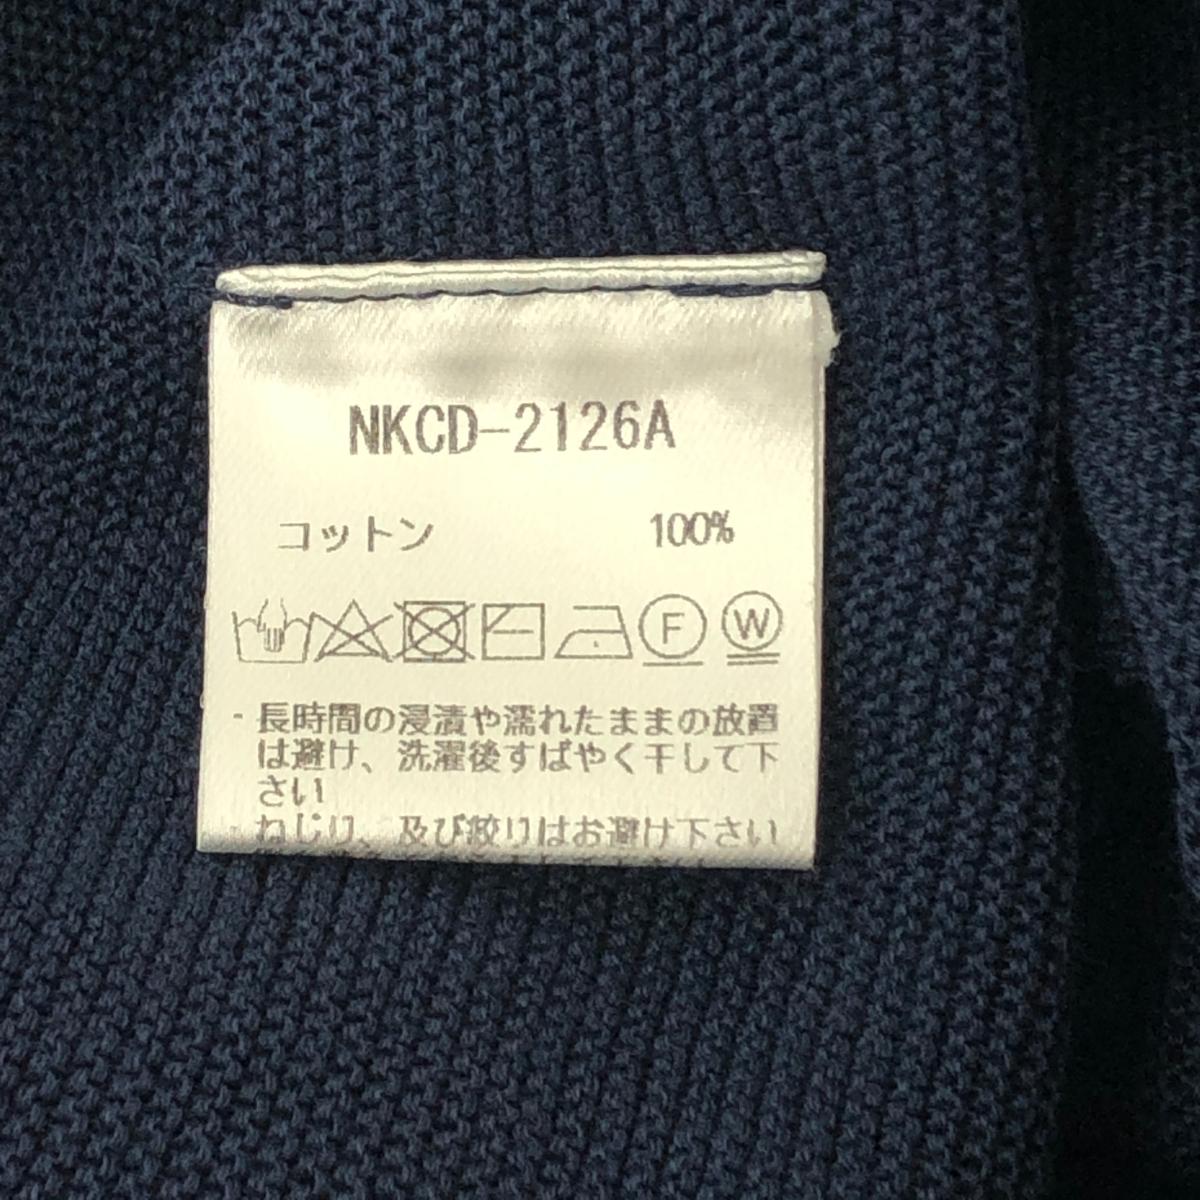 NKCD-2126A
コットン 100%
F W
・長時間の浸漬や濡れたままの放置
は避け、洗濯後すばやく干して下
さい
・ねじり、及び絞りはお避け下さい